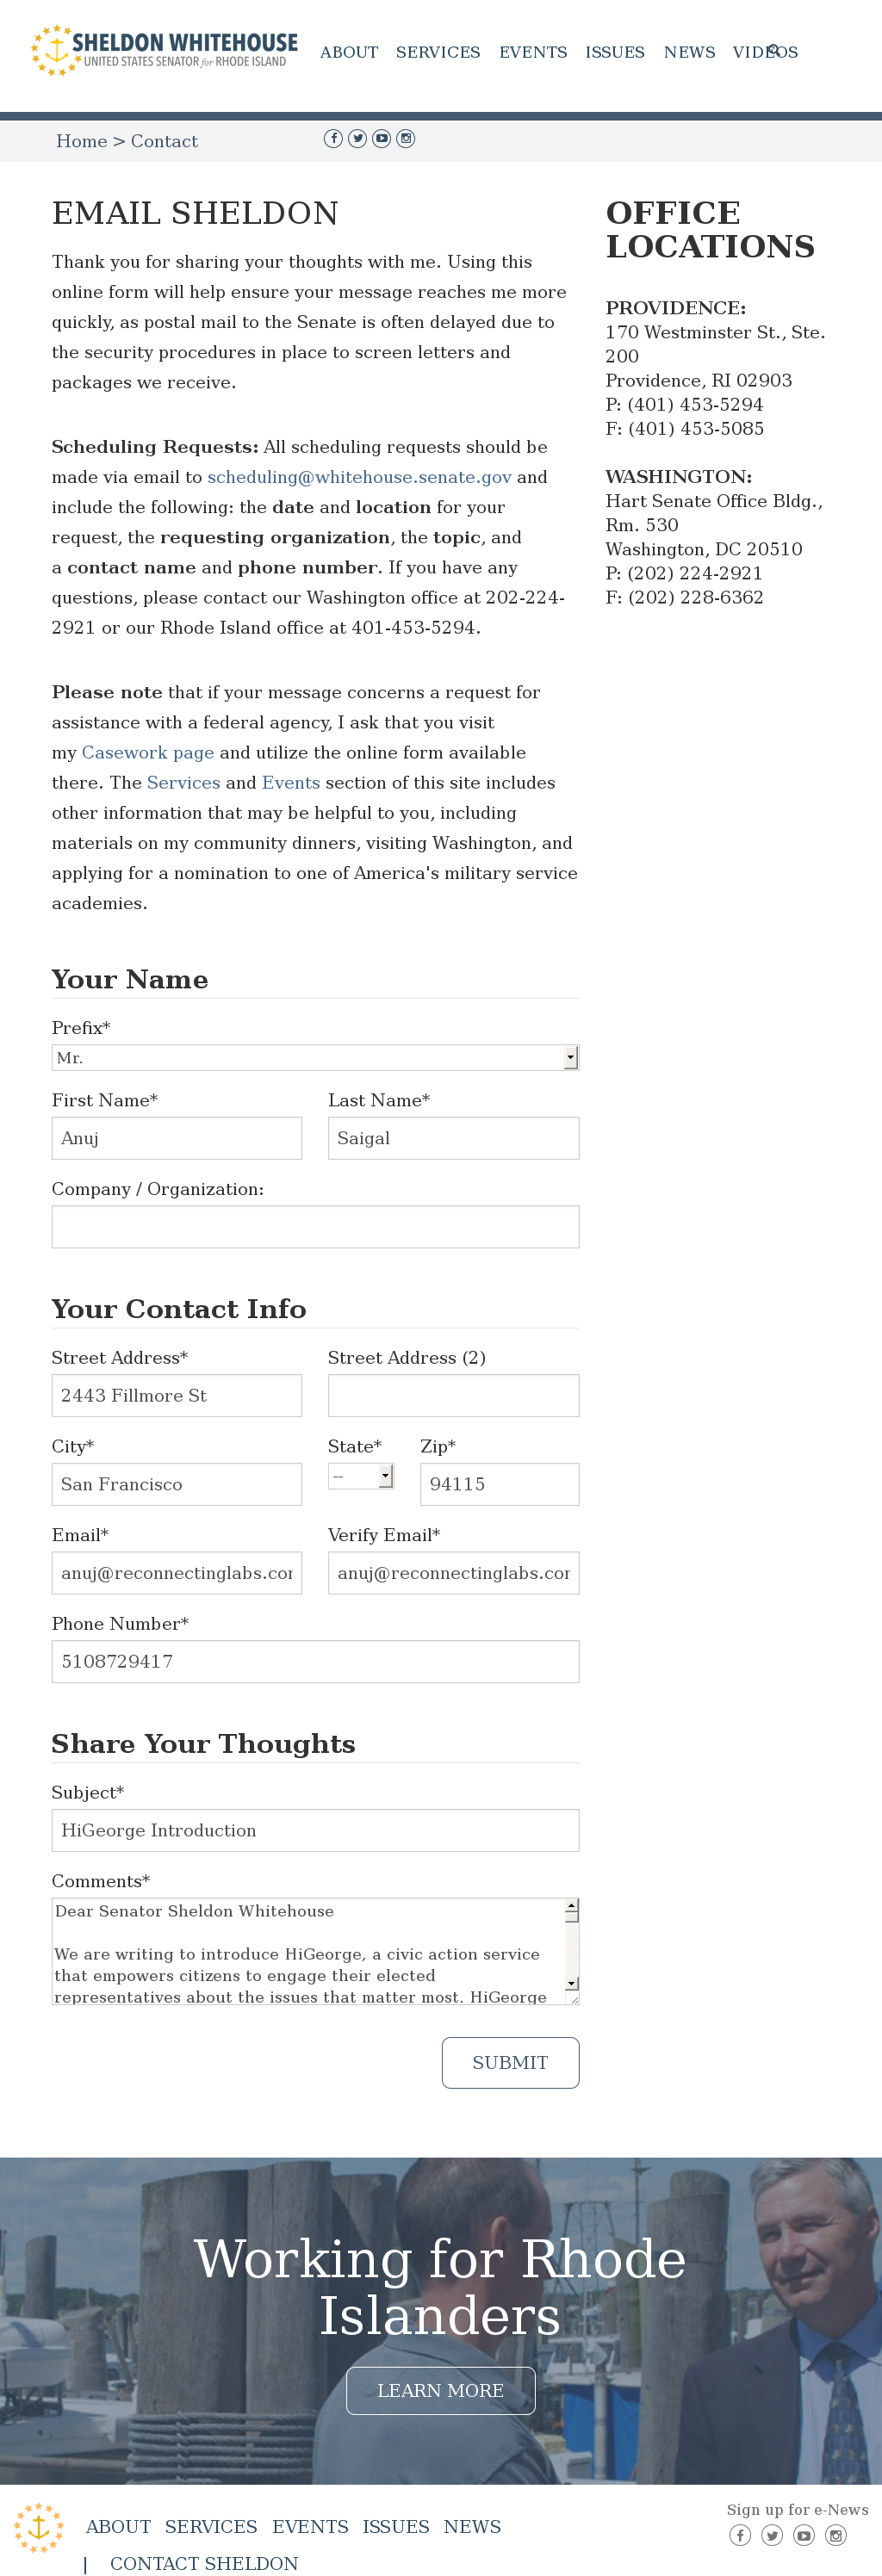 SHELDON WHITEHOUSE
UNITED STATES SENATOR for RHODE ISLAND
ABOUT SERVICES EVENTS ISSUES NEWS VIDEOS
Home > Contact
EMAIL SHELDON
Thank you for sharing your thoughts with me. Using this
online form will help ensure your message reaches me more
quickly, as postal mail to the Senate is often delayed due to
the security procedures in place to screen letters and
packages we receive.
Scheduling Requests: All scheduling requests should be
made via email to scheduling@whitehouse.senate.gov and
include the following: the date and location for your
request, the requesting organization, the topic, and
a contact name and phone number. If you have any
questions, please contact our Washington office at 202-224-
2921 or our Rhode Island office at 401-453-5294.
Please note that if your message concerns a request for
assistance with a federal agency, I ask that you visit
my Casework page and utilize the online form available
there. The Services and Events section of this site includes
other information that may be helpful to you, including
materials on my community dinners, visiting Washington, and
applying for a nomination to one of America's military service
academies.
OFFICE
LOCATIONS
PROVIDENCE:
170 Westminster St., Ste.
200
Providence, RI 02903
P: (401) 453-5294
F: (401) 453-5085
WASHINGTON:
Hart Senate Office Bldg.,
Rm. 530
Washington, DC 20510
P: (202) 224-2921
F: (202) 228-6362
Your Name
Prefix*
Mr.
First Name* Last Name*
Anuj Saigal
Company / Organization:
Your Contact Info
Street Address* Street Address (2)
2443 Fillmore St
City* State* Zip*
San Francisco -- 94115
Email* Verify Email*
anuj@reconnectinglabs.cor anuj@reconnectinglabs.cor
Phone Number*
5108729417
Share Your Thoughts
Subject*
HiGeorge Introduction
Comments*
Dear Senator Sheldon Whitehouse
We are writing to introduce HiGeorge, a civic action service
that empowers citizens to engage their elected
representatives about the issues that matter most. HiGeorge
SUBMIT
Working for Rhode
Islanders
LEARN MORE
ABOUT SERVICES EVENTS ISSUES NEWS
| CONTACT SHELDON
Sign up for e-News